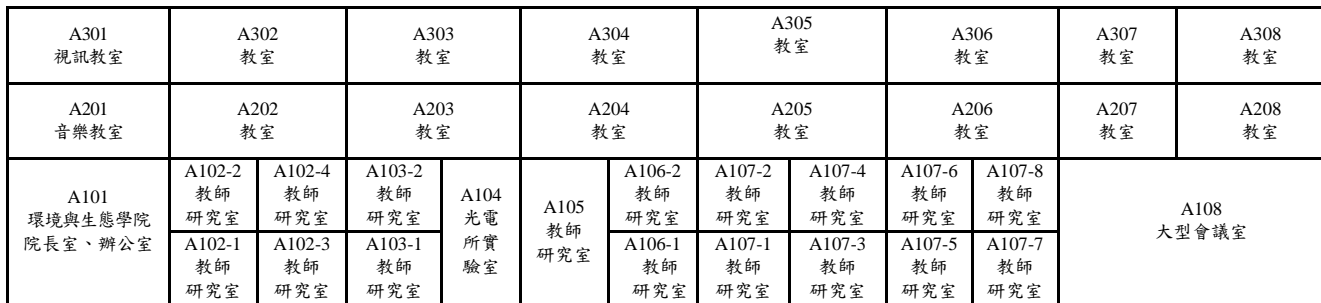 A301
視訊教室
A302
教室
A303
教室
A304
教室
A305
教室
A306
教室
A307
教室
A308
教室
A201
音樂教室
A202
教室
A203
教室
A204
教室
A205
教室
A206
教室
A207
教室
A208
教室
A101
環境與生態學院
院長室、辦公室
A102-2
教師
研究室
A102-4
教師
研究室
A103-2
教師
研究室
A104
光電
所實
驗室
A105
教師
研究室
A106-2
教師
研究室
A107-2
教師
研究室
A107-4
教師
研究室
A107-6
教師
研究室
A107-8
教師
研究室
A108
大型會議室
A102-1
教師
研究室
A102-3
教師
研究室
A103-1
教師
研究室
A106-1
教師
研究室
A107-1
教師
研究室
A107-3
教師
研究室
A107-5
教師
研究室
A107-7
教師
研究室